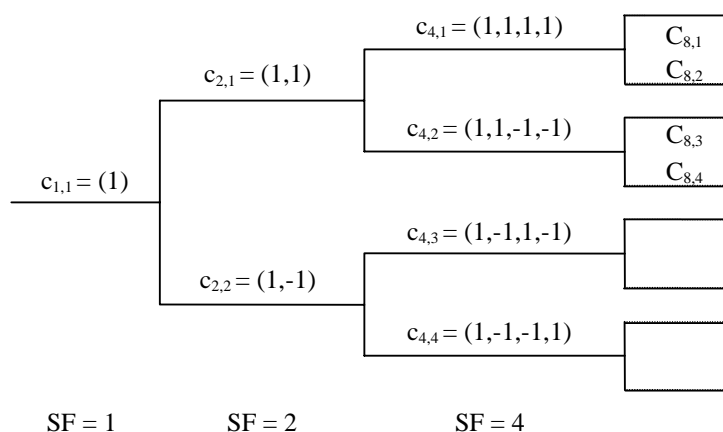 c4,1 = (1,1,1,1)
C8,1
c2,1 = (1,1)
C8,2
c4,2 = (1,1,-1,-1)
C8,3
c1,1 = (1)
C8,4
c4,3 = (1,-1,1,-1)
c2,2 = (1,-1)
c4,4 = (1,-1,-1,1)
SF = 1
SF = 2
SF = 4